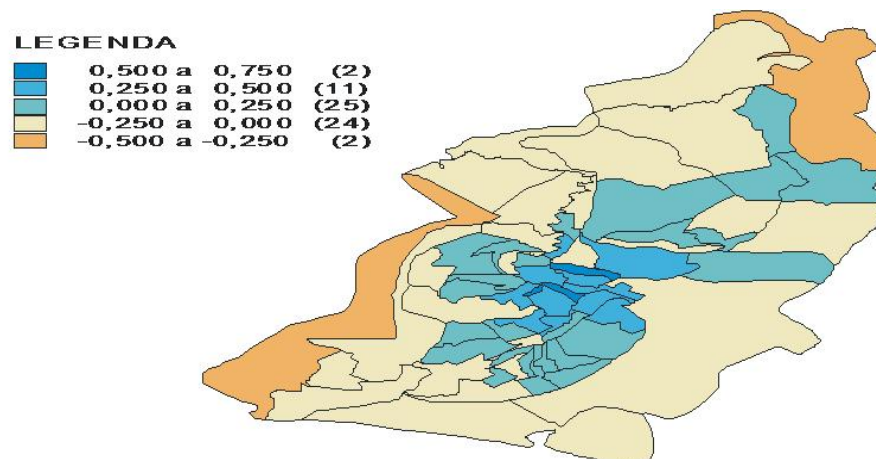 LEGENDA
0,500 a 0,750 (2)
0,250 a 0,500 (11)
0,000 a 0,250 (25)
-0,250 a 0,000 (24)
-0,500 a -0,250 (2)